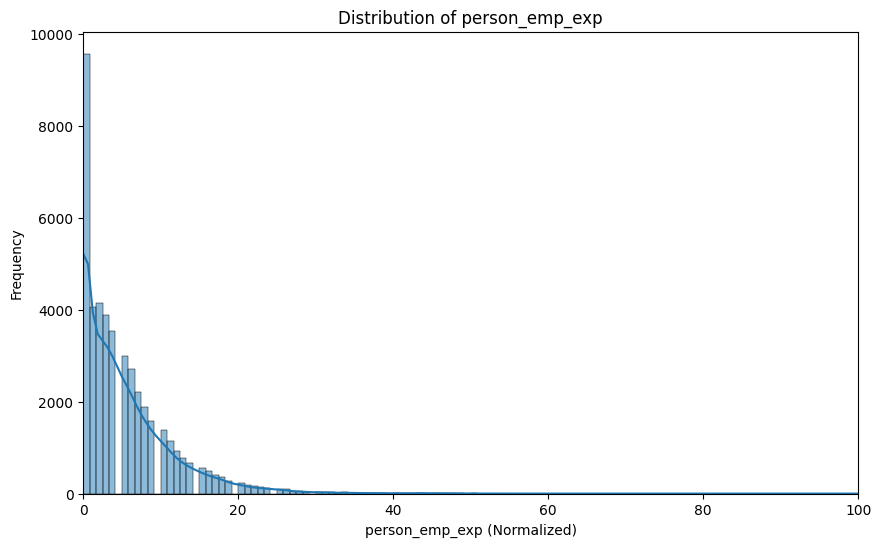 Distribution of person_emp_exp
10000
8000
6000
4000
2000
0
Frequency
0 20 40 60 80 100
person_emp_exp (Normalized)